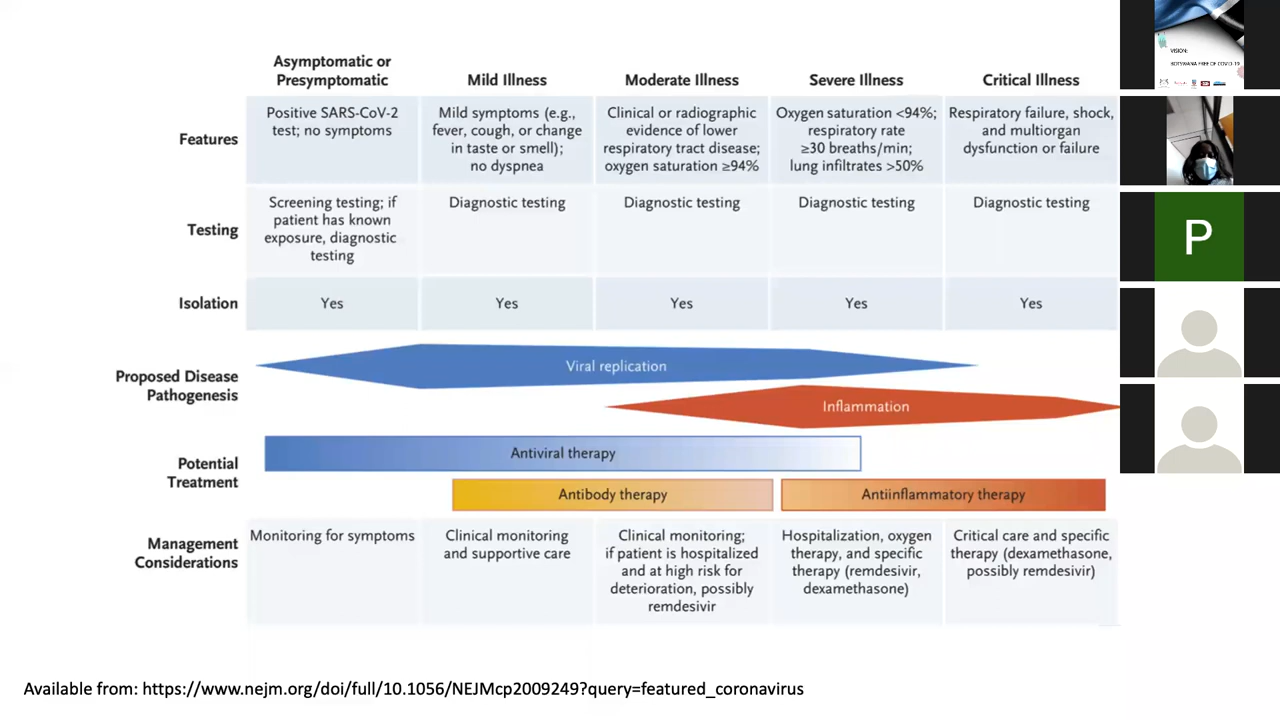 Asymptomatic or
Presymptomatic
Mild Illness
Moderate Illness
Severe Illness
Critical Illness
Features
Positive SARS-CoV-2
test; no symptoms
Mild symptoms (e.g.,
fever, cough, or change
in taste or smell);
no dyspnea
Clinical or radiographic
evidence of lower
respiratory tract disease;
oxygen saturation ≥94%
Oxygen saturation <94%;
respiratory rate
≥30 breaths/min;
lung infiltrates >50%
Respiratory failure, shock,
and multiorgan
dysfunction or failure
Testing
Screening testing; if
patient has known
exposure, diagnostic
testing
Diagnostic testing
Diagnostic testing
Diagnostic testing
Diagnostic testing
Isolation
Yes
Yes
Yes
Yes
Yes
Proposed Disease
Pathogenesis
Viral replication
Inflammation
Potential
Treatment
Antiviral therapy
Antibody therapy
Antiinflammatory therapy
Management
Considerations
Monitoring for symptoms
Clinical monitoring
and supportive care
Clinical monitoring;
if patient is hospitalized
and at high risk for
deterioration, possibly
remdesivir
Hospitalization, oxygen
therapy, and specific
therapy (remdesivir,
dexamethasone)
Critical care and specific
therapy (dexamethasone,
possibly remdesivir)
Available from: https://www.nejm.org/doi/full/10.1056/NEJMcp2009249?query=featured_coronavirus
VISION:
BOTSWANA FREE OF COVID-19
P